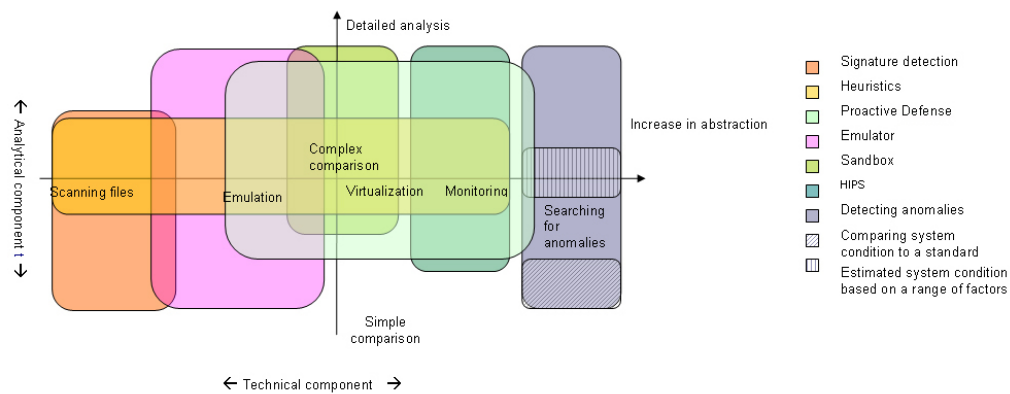 Detailed analysis
Signature detection
Heuristics
Proactive Defense
Emulator
Sandbox
HIPS
Detecting anomalies
Comparing system
condition to a standard
Estimated system condition
based on a range of factors
Increase in abstraction
← Analytical component t →
Complex
comparison
Scanning files
Emulation
Virtualization
Monitoring
Searching
for
anomalies
Simple
comparison
← Technical component →